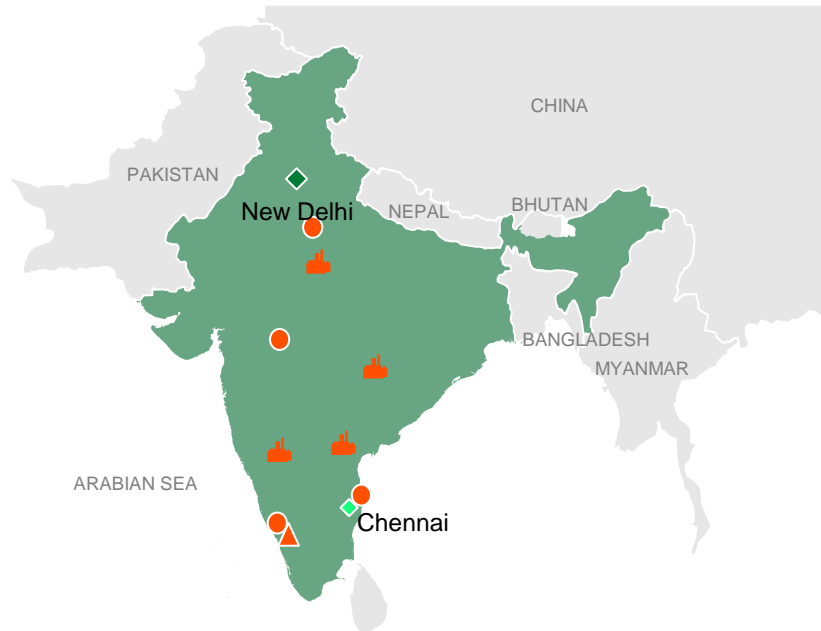 CHINA
PAKISTAN
BHUTAN
New Delhi
NEPAL
BANGLADESH
MYANMAR
ARABIAN SEA
Chennai